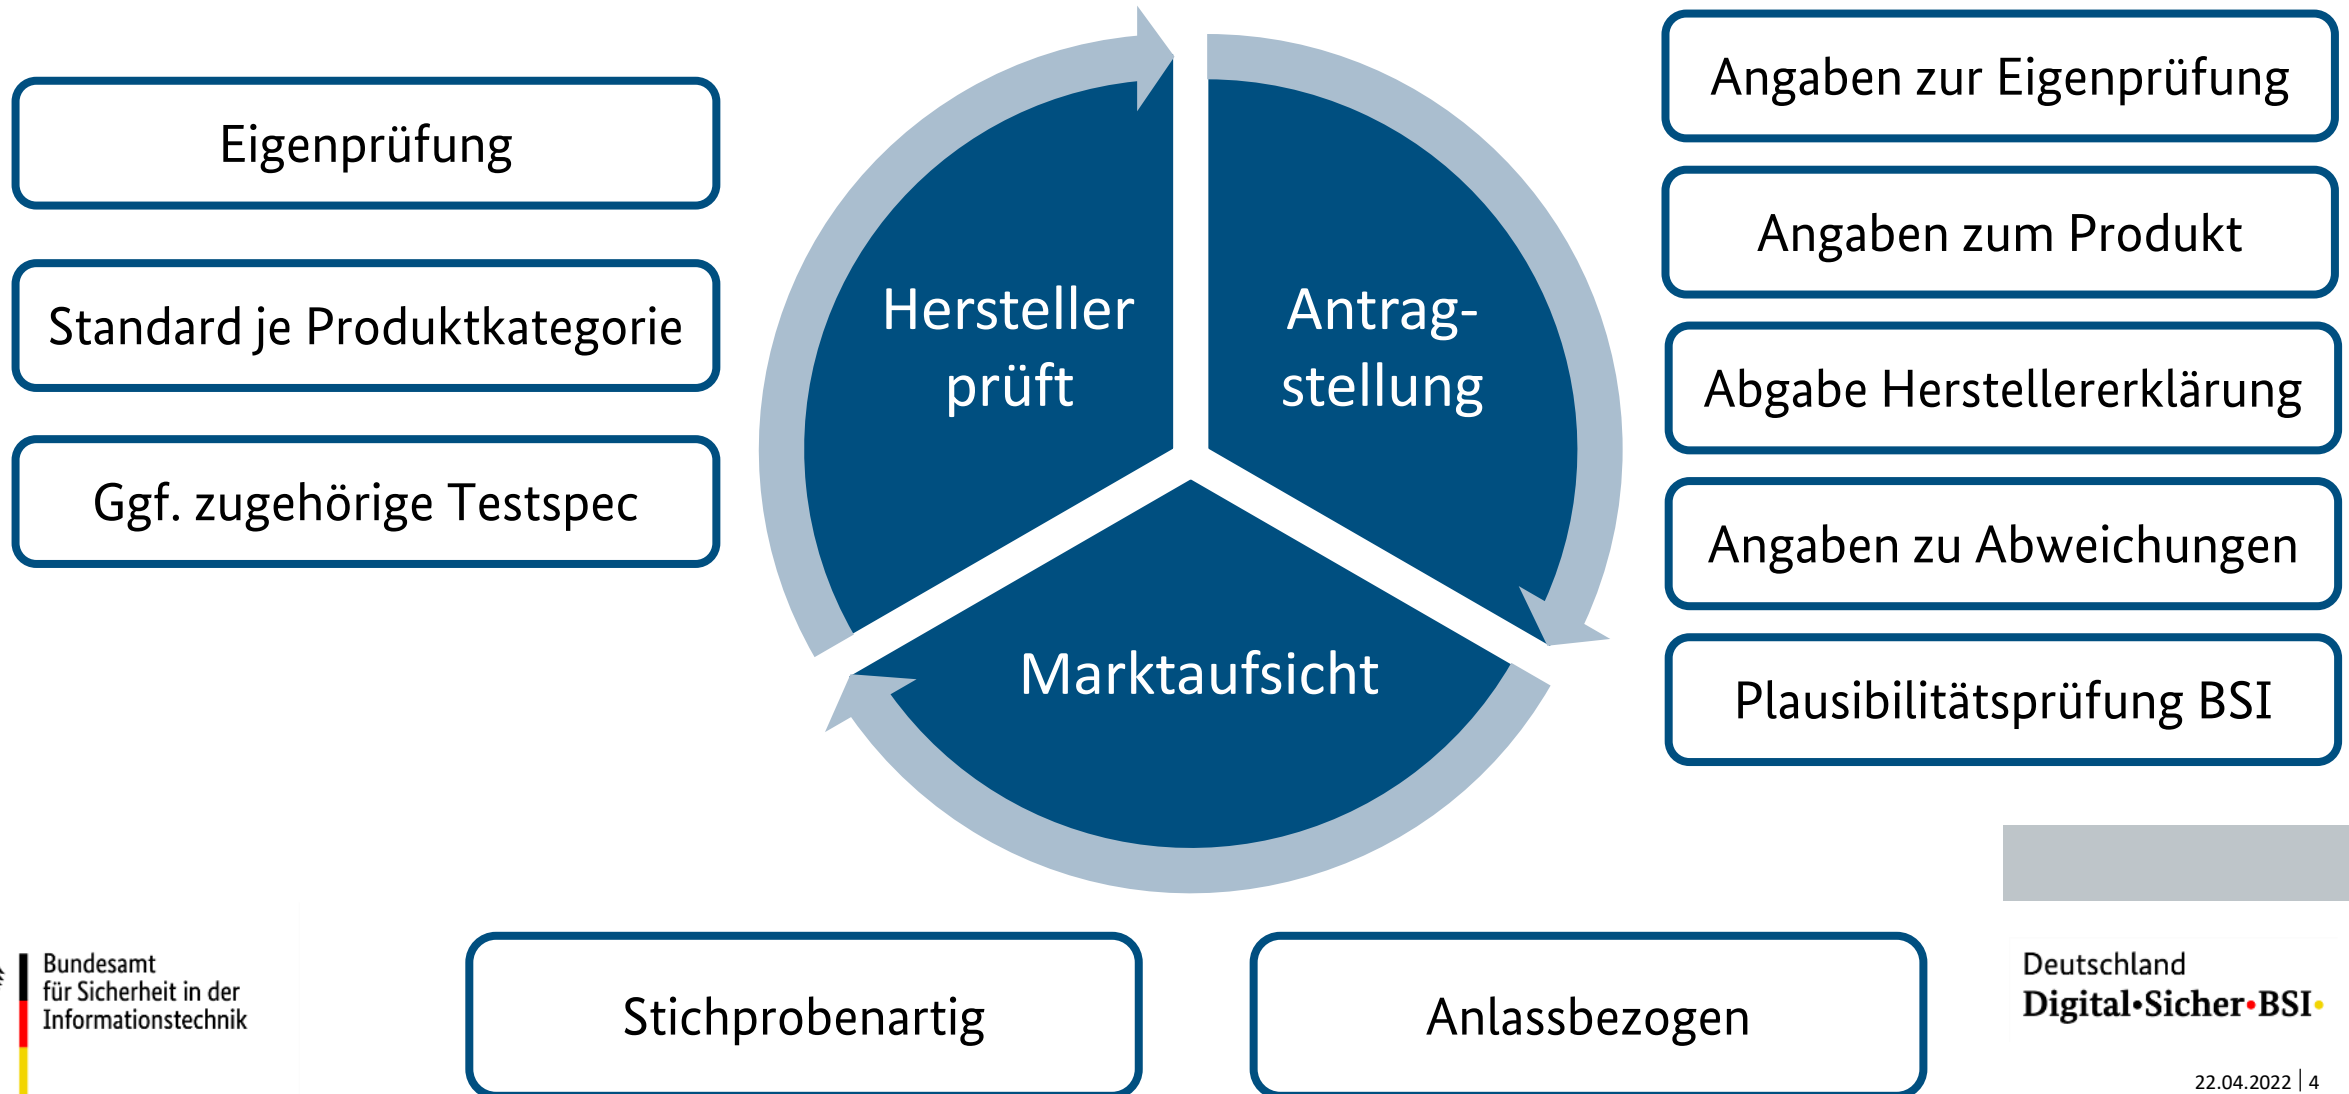 Eigenprüfung
Standard je Produktkategorie
Ggf. zugehörige Testspec
Hersteller
prüft
Antrag-
stellung
Marktaufsicht
Angaben zur Eigenprüfung
Angaben zum Produkt
Abgabe Herstellererklärung
Angaben zu Abweichungen
Plausibilitätsprüfung BSI
Stichprobenartig
Anlassbezogen
Bundesamt
für Sicherheit in der
Informationstechnik
Deutschland
Digital•Sicher•BSI•
22.04.2022 | 4